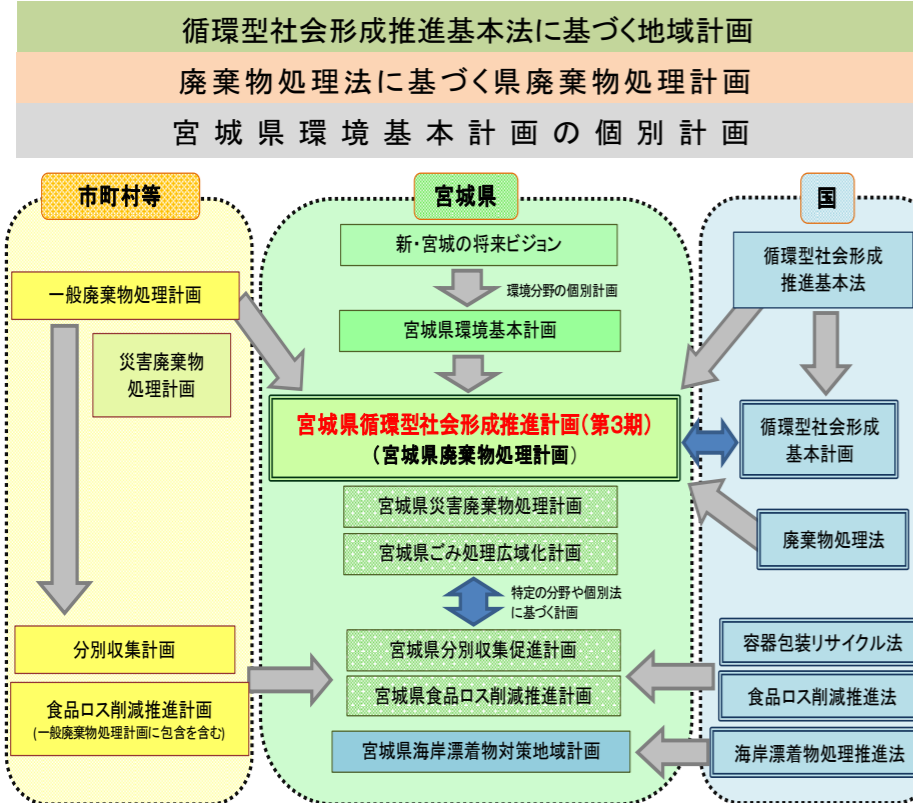 循環型社会形成推進基本法に基づく地域計画
廃棄物処理法に基づく県廃棄物処理計画
宮城県環境基本計画の個別計画
市町村等
一般廃棄物処理計画
災害廃棄物
処理計画
分別収集計画
食品ロス削減推進計画
(一般廃棄物処理計画に包含を含む)
宮城県
新・宮城の将来ビジョン
環境分野の個別計画
宮城県環境基本計画
宮城県循環型社会形成推進計画(第3期)
(宮城県廃棄物処理計画)
宮城県災害廃棄物処理計画
宮城県ごみ処理広域化計画
特定の分野や個別法
に基づく計画
宮城県分別収集促進計画
宮城県食品ロス削減推進計画
宮城県海岸漂着物対策地域計画
国
循環型社会形成
推進基本法
循環型社会形成
基本計画
廃棄物処理法
容器包装リサイクル法
食品ロス削減推進法
海岸漂着物処理推進法